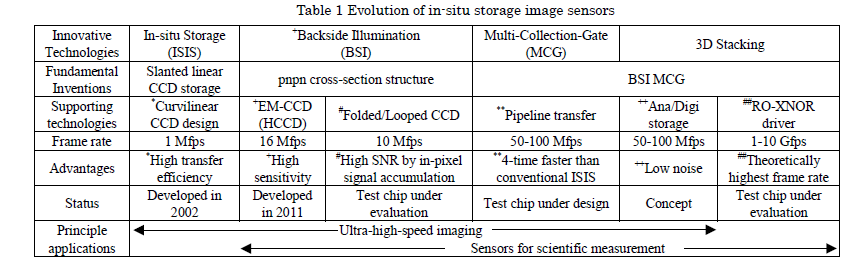 Table 1 Evolution of in-situ storage image sensors
Innovative Technologies
In-situ Storage (ISIS)
+Backside Illumination (BSI)
Multi-Collection-Gate (MCG)
3D Stacking
Fundamental Inventions
Slanted linear CCD storage
pnpn cross-section structure
BSI MCG
Supporting technologies
*Curvilinear CCD design
+EM-CCD (HCCD)
#Folded/Looped CCD
**Pipeline transfer
++Ana/Digi storage
##RO-XNOR driver
Frame rate
1 Mfps
16 Mfps
10 Mfps
50-100 Mfps
50-100 Mfps
1-10 Gfps
Advantages
*High transfer efficiency
+High sensitivity
#High SNR by in-pixel signal accumulation
**4-time faster than conventional ISIS
++Low noise
##Theoretically highest frame rate
Status
Developed in 2002
Developed in 2011
Test chip under evaluation
Test chip under design
Concept
Test chip under evaluation
Principle applications
Ultra-high-speed imaging
Sensors for scientific measurement